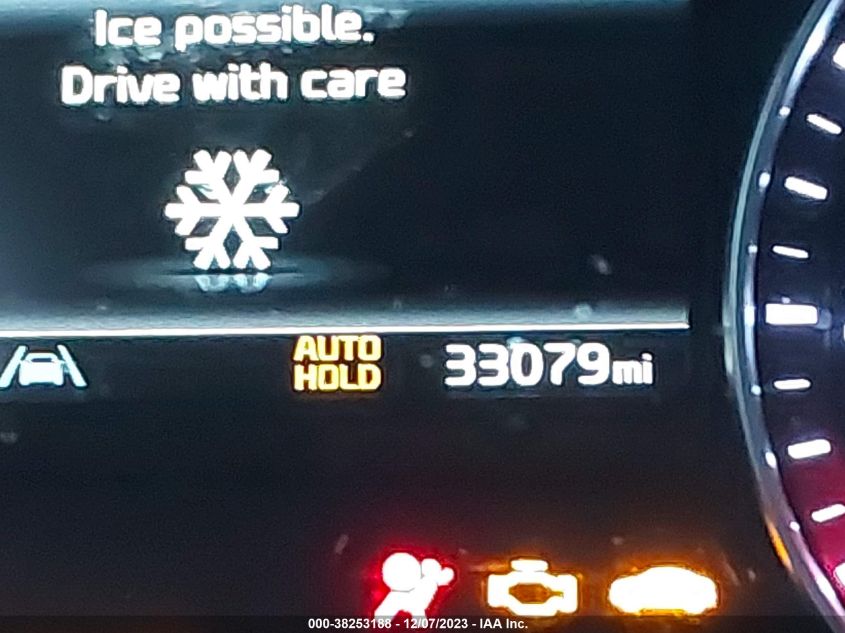 Ice possible.
Drive with care
AUTO
HOLD
33079mi
000-38253188 - 12/07/2023 - IAA Inc.